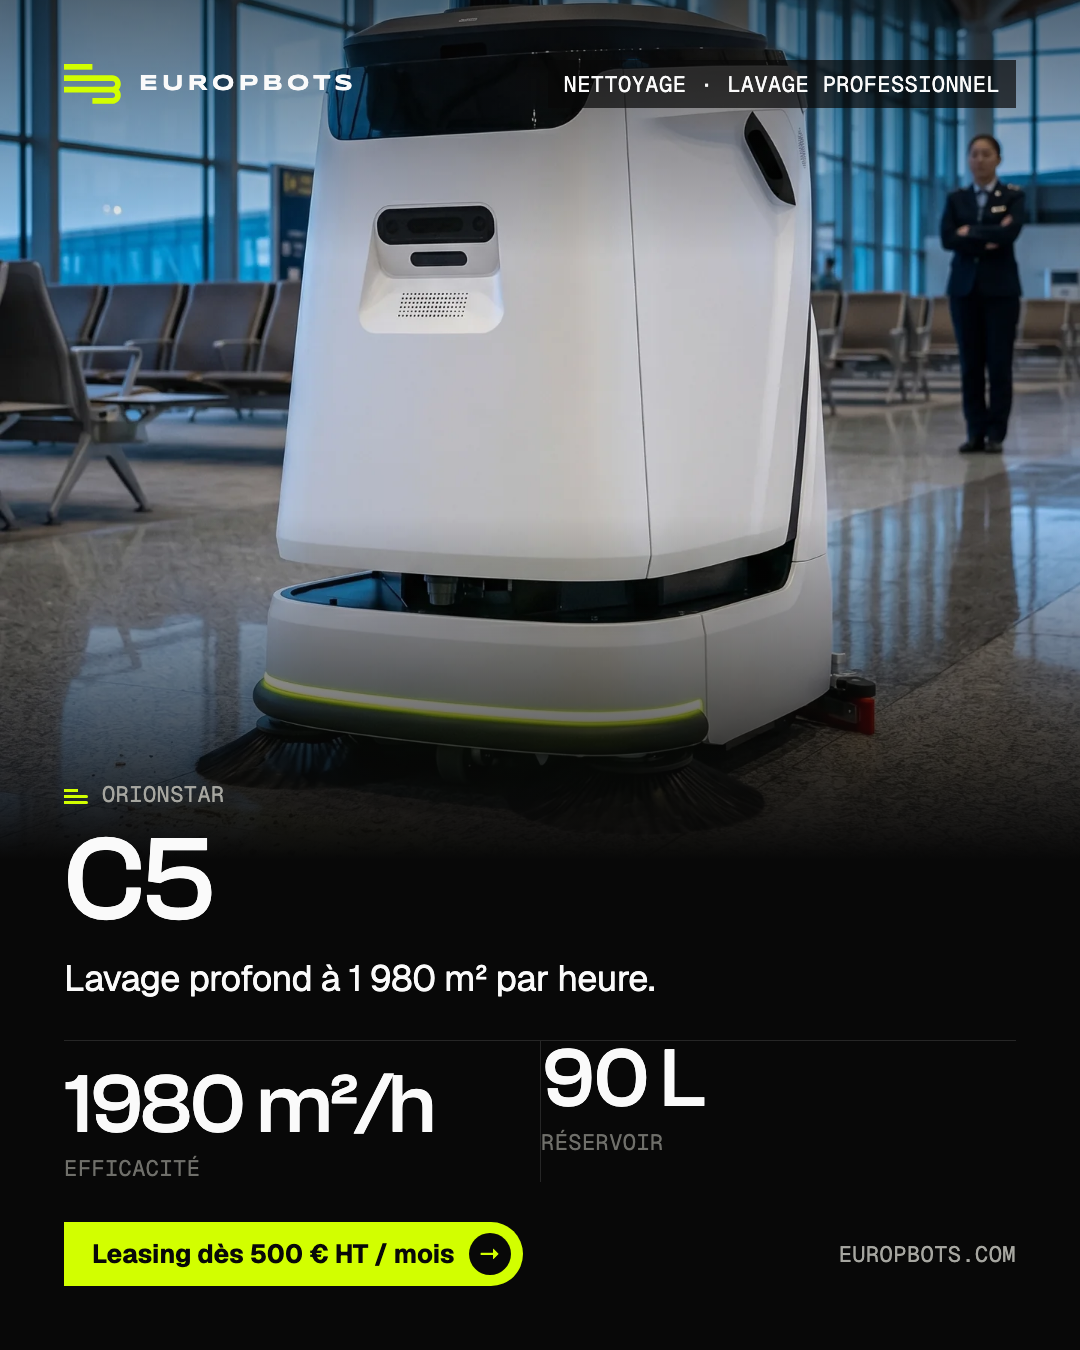 EUROPBOTS
NETTOYAGE · LAVAGE PROFESSIONNEL
ORIONSTAR
C5
Lavage profond à 1 980 m² par heure.
1980 m²/h
EFFICACITÉ
90 L
RÉSERVOIR
Leasing dès 500 € HT / mois →
EUROPBOTS.COM